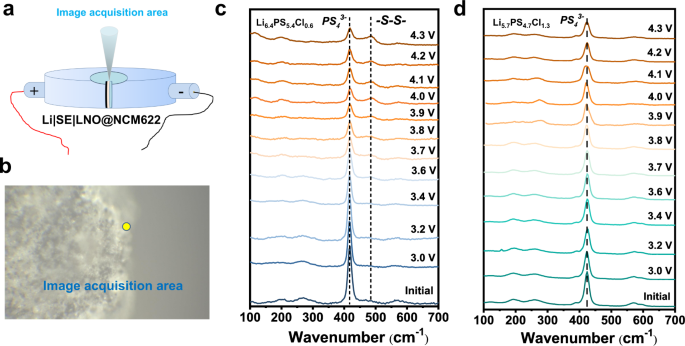 a
Image acquisition area
+
-
Li|SE|LNO@NCM622
b
Image acquisition area
c
Li6.4PS5.4Cl0.6
PS4 3-
-S-S-
4.3 V
4.2 V
4.1 V
4.0 V
3.9 V
3.8 V
3.7 V
3.6 V
3.4 V
3.2 V
3.0 V
Initial
100 200 300 400 500 600 700
Wavenumber (cm-1)
d
Li5.7PS4.7Cl1.3
PS4 3-
4.3 V
4.2 V
4.1 V
4.0 V
3.9 V
3.8 V
3.7 V
3.6 V
3.4 V
3.2 V
3.0 V
Initial
100 200 300 400 500 600 700
Wavenumber (cm-1)